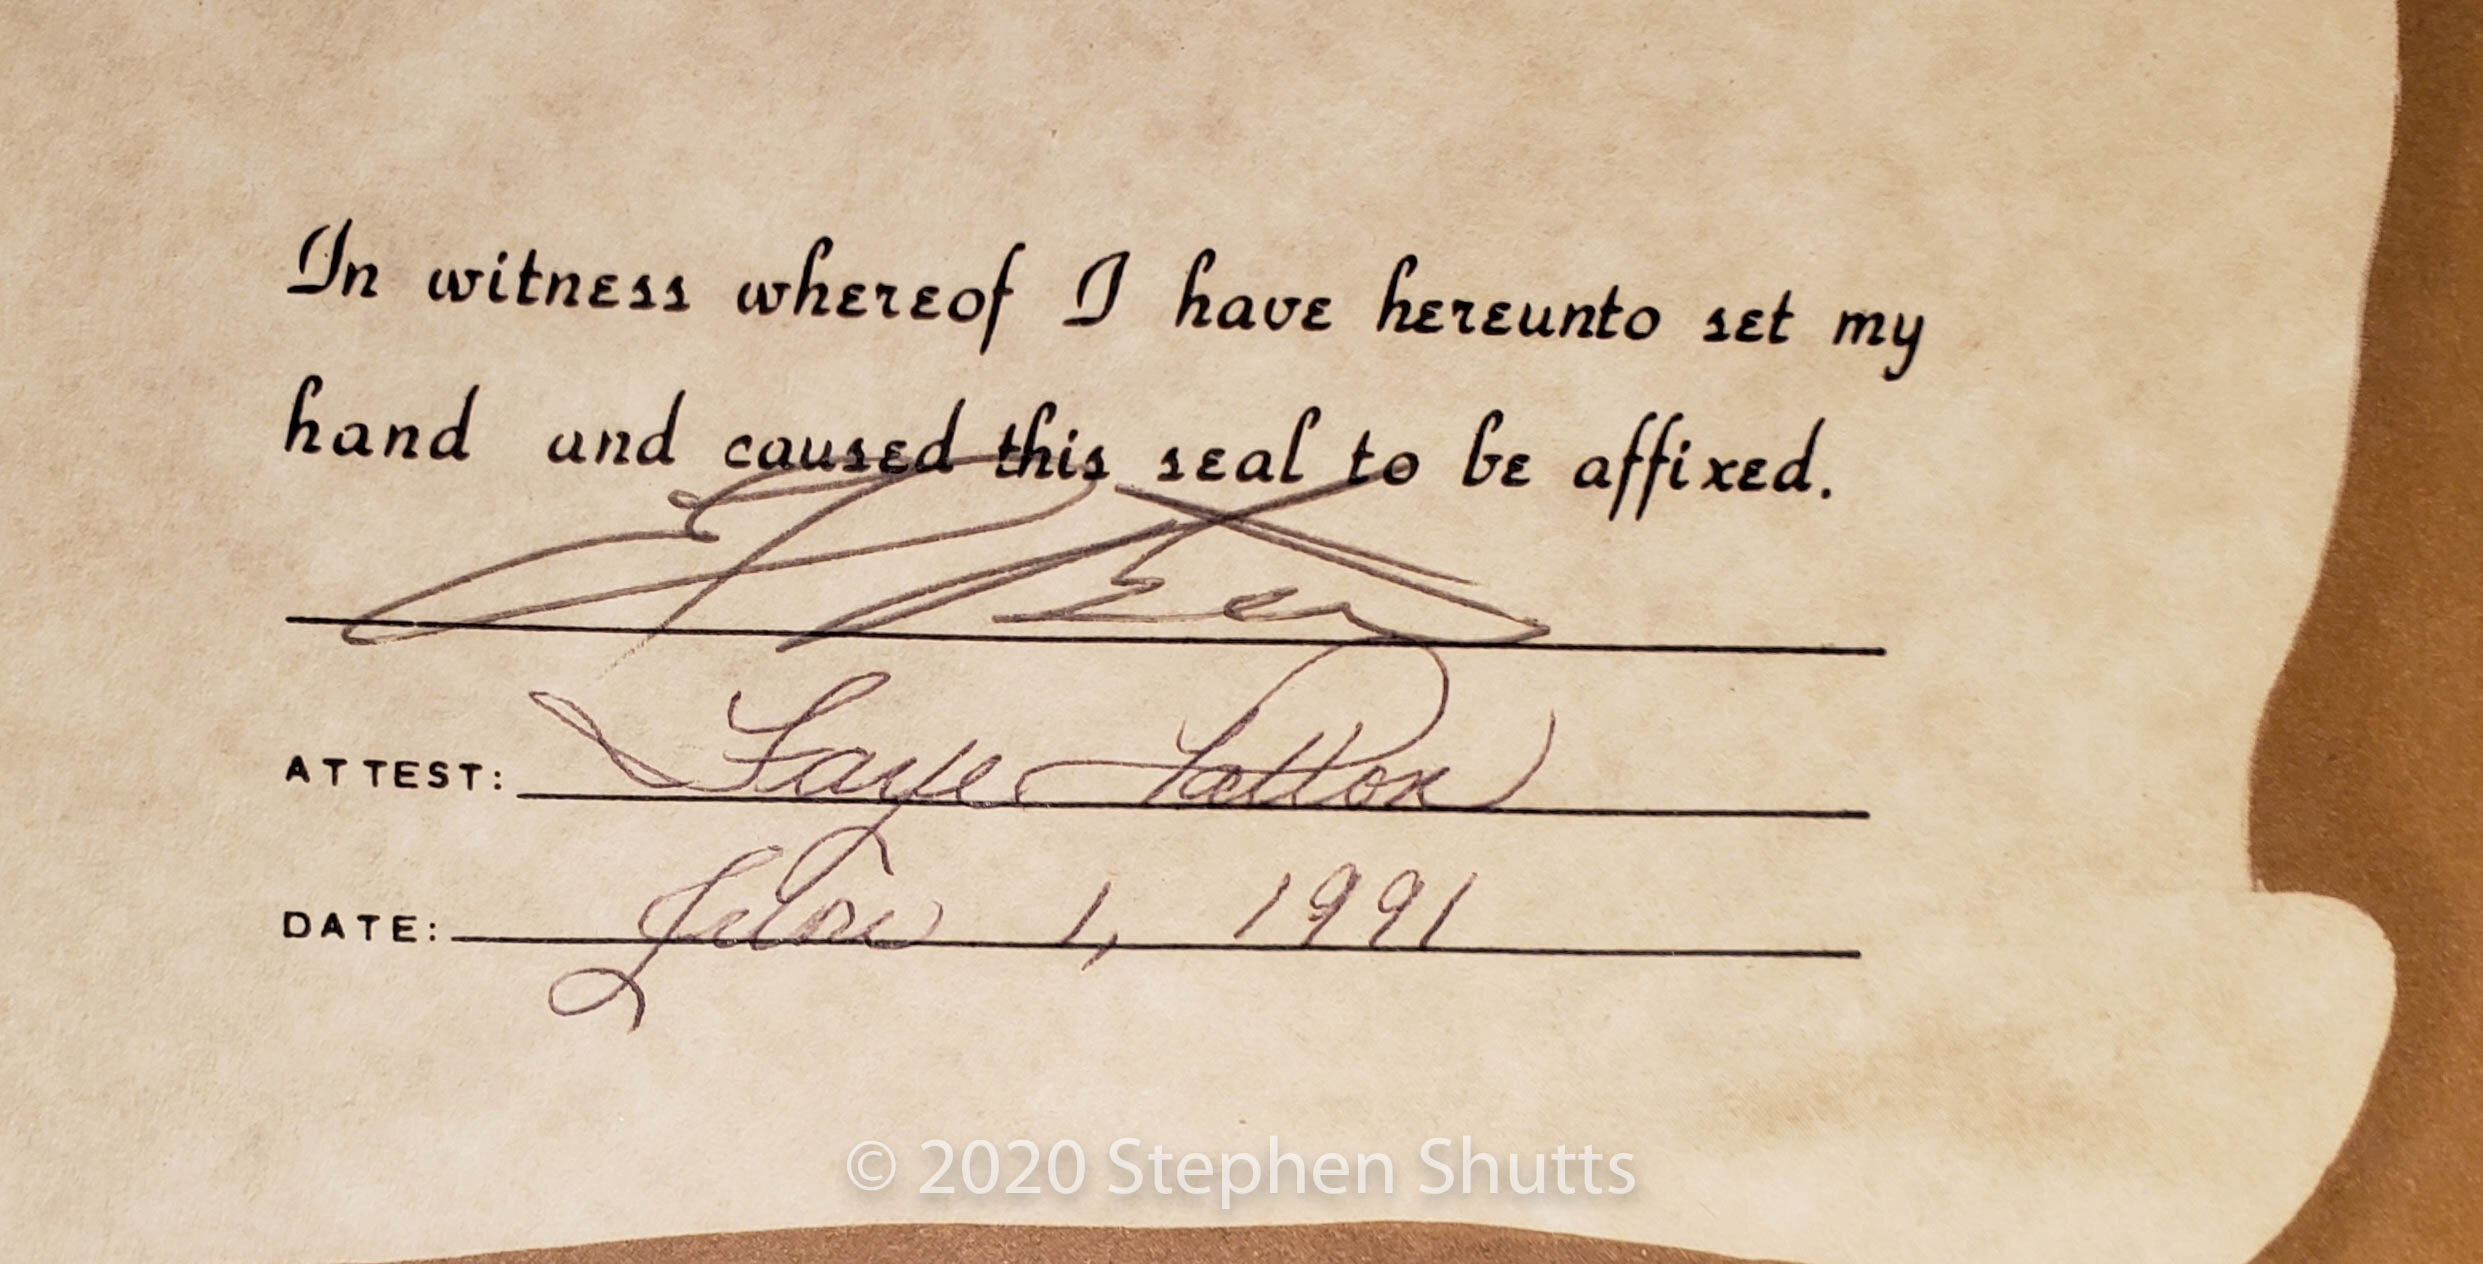 In witness whereof I have hereunto set my
hand and caused this seal to be affixed.
ATTEST: Faye Patton
DATE: June 1, 1991
© 2020 Stephen Shutts